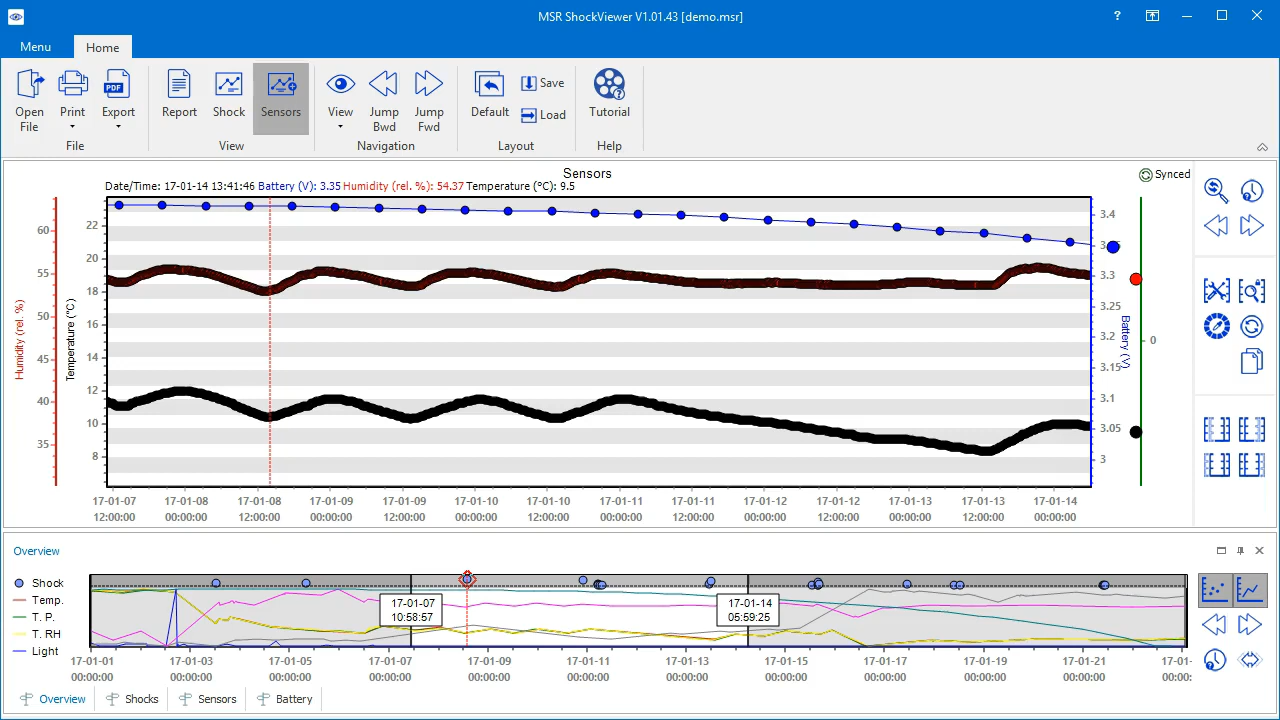 MSR ShockViewer V1.01.43 [demo.msr]
?
Menu Home
Open File
Print
PDF
Export
Report
Shock
Sensors
View
Jump Bwd
Jump Fwd
Default
Save
Load
?
Tutorial
File View Navigation Layout Help
Sensors
Synced
Date/Time: 17-01-14 13:41:46 Battery (V): 3.35 Humidity (rel. %): 54.37 Temperature (°C): 9.5
Humidity (rel. %)
60
55
50
45
40
35
Temperature (°C)
22
20
18
16
14
12
10
8
3.4
3.3
3.25
3.2
3.15
3.1
3.05
3
Battery (V)
0
17-01-07 17-01-08 17-01-08 17-01-09 17-01-09 17-01-10 17-01-10 17-01-11 17-01-11 17-01-12 17-01-12 17-01-13 17-01-13 17-01-14
12:00:00 00:00:00 12:00:00 00:00:00 12:00:00 00:00:00 12:00:00 00:00:00 12:00:00 00:00:00 12:00:00 00:00:00 12:00:00 00:00:00
Overview
Shock
Temp.
T. P.
T. RH
Light
17-01-07
10:58:57
17-01-14
05:59:25
17-01-01 17-01-03 17-01-05 17-01-07 17-01-09 17-01-11 17-01-13 17-01-15 17-01-17 17-01-19 17-01-21 17-01-
00:00:00 00:00:00 00:00:00 00:00:00 00:00:00 00:00:00 00:00:00 00:00:00 00:00:00 00:00:00 00:00:00 00:00:
Overview Shocks Sensors Battery